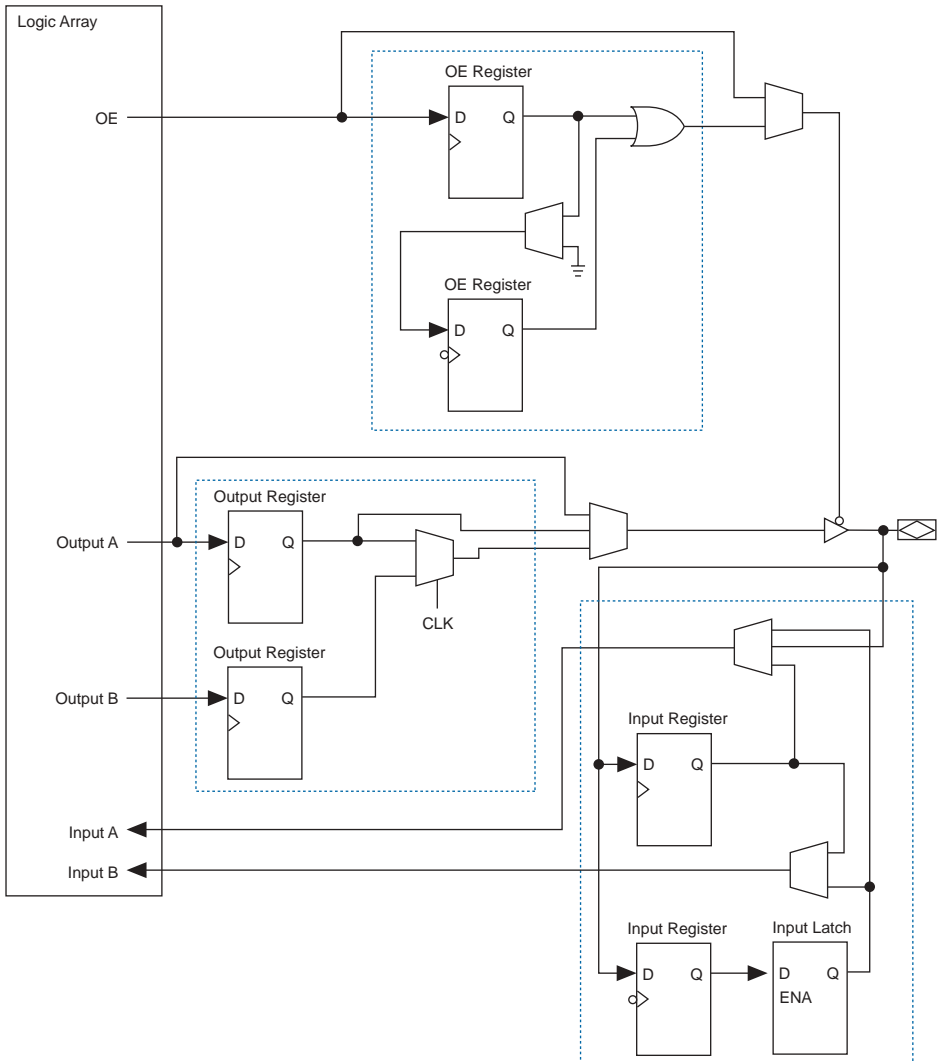 Logic Array
OE Register
OE
D Q
OE Register
D Q
Output Register
Output A
D Q
CLK
Output Register
Output B
D Q
Input Register
D Q
Input A
Input B
Input Register
Input Latch
D Q
D Q
ENA